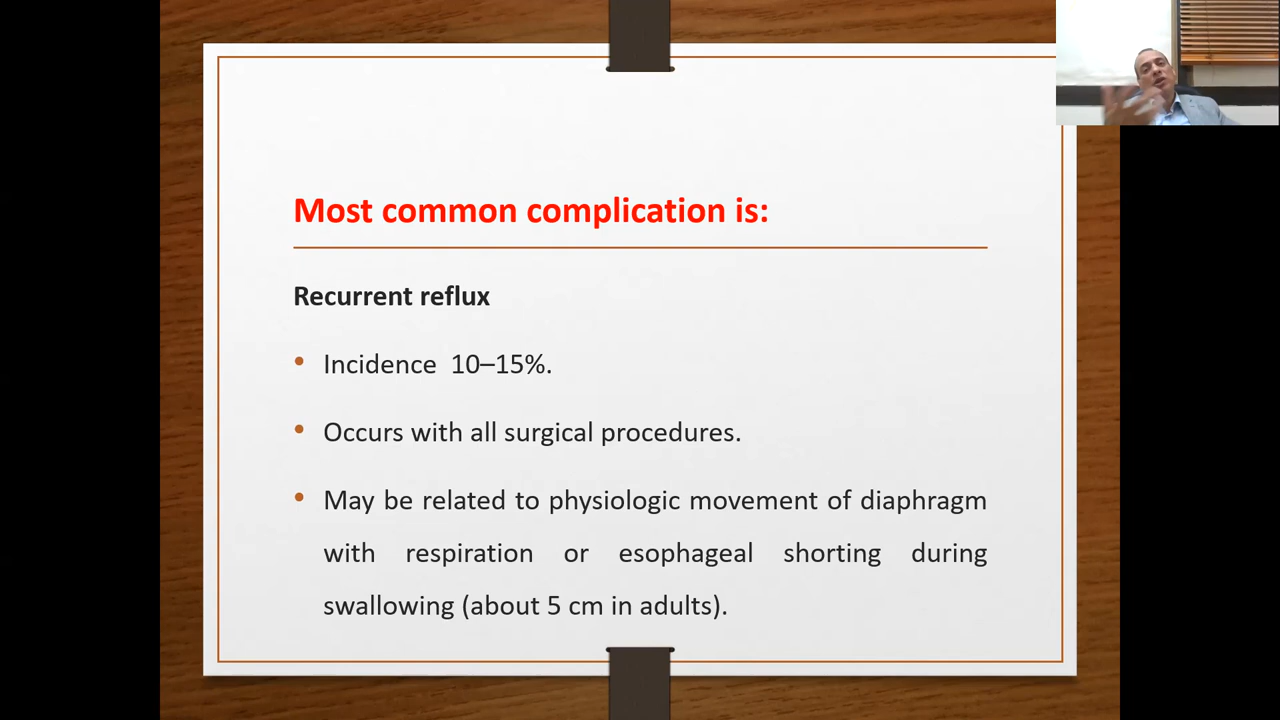 Most common complication is:
Recurrent reflux
• Incidence 10–15%.
• Occurs with all surgical procedures.
• May be related to physiologic movement of diaphragm
with respiration or esophageal shorting during
swallowing (about 5 cm in adults).